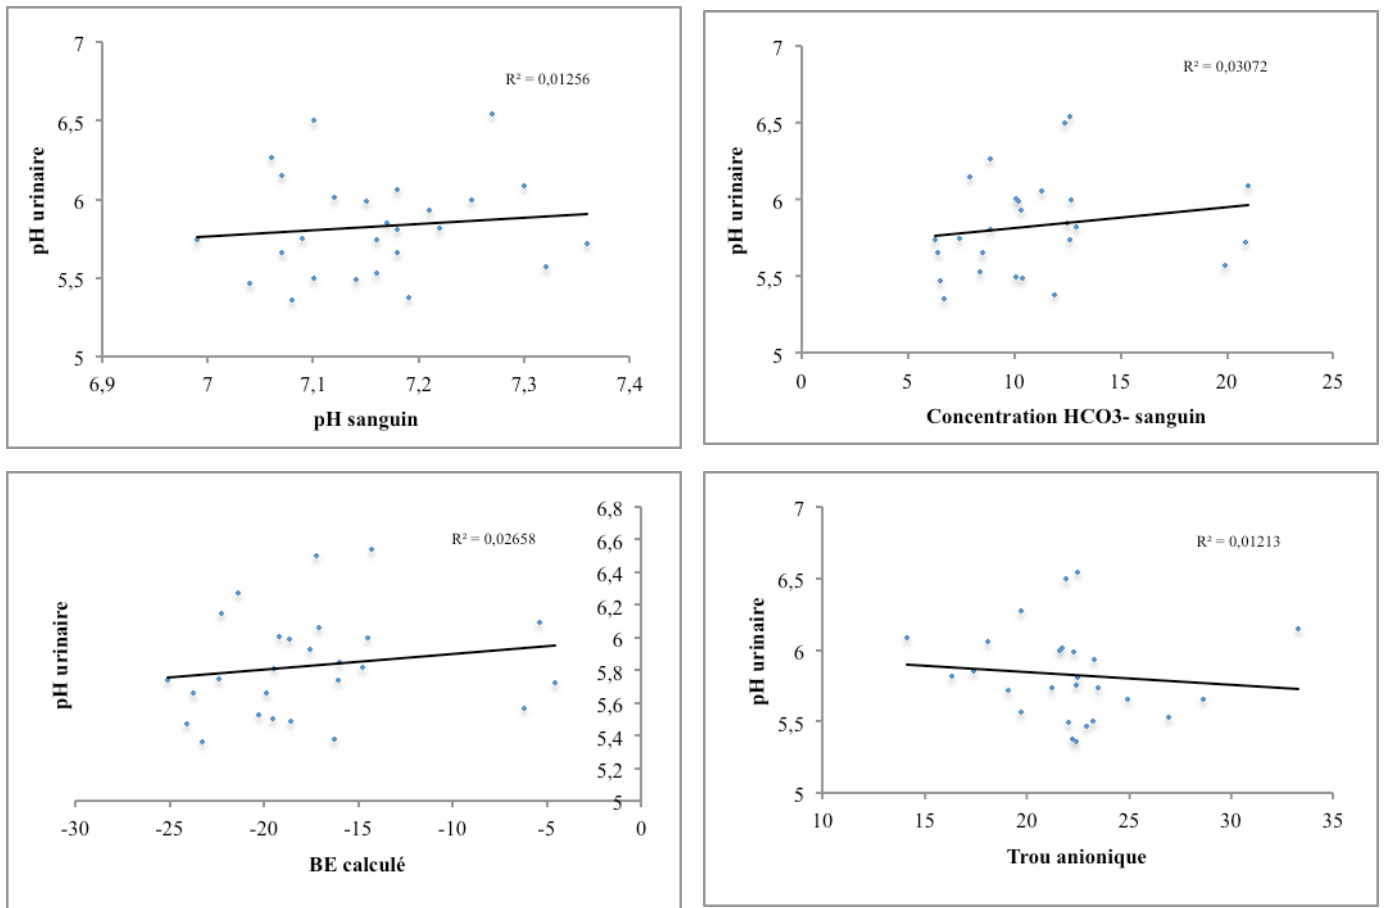 R² = 0,01256
7
6,5
6
5,5
5
pH urinaire
6,9 7 7,1 7,2 7,3 7,4
pH sanguin
R² = 0,03072
7
6,5
6
5,5
5
pH urinaire
0 5 10 15 20 25
Concentration HCO3- sanguin
R² = 0,02658
6,8
6,6
6,4
6,2
6
5,8
5,6
5,4
5,2
5
pH urinaire
-30 -25 -20 -15 -10 -5 0
BE calculé
R² = 0,01213
7
6,5
6
5,5
5
pH urinaire
10 15 20 25 30 35
Trou anionique